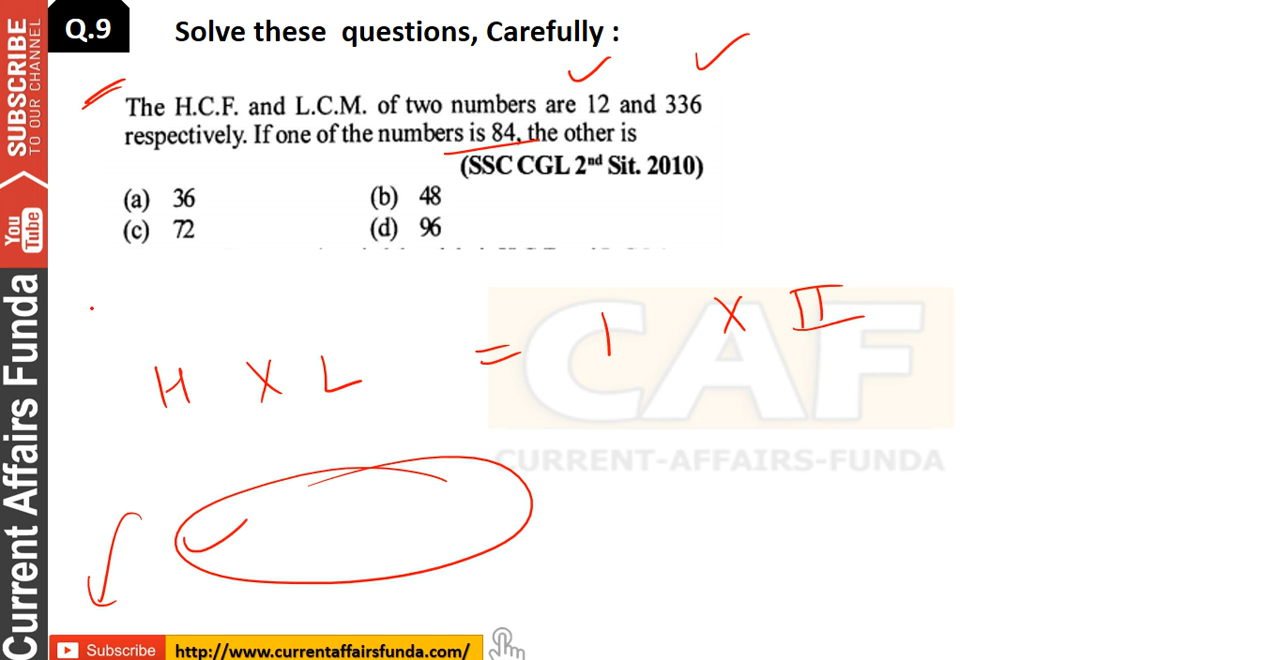 Q.9
Solve these questions, Carefully :
The H.C.F. and L.C.M. of two numbers are 12 and 336
respectively. If one of the numbers is 84, the other is
(SSC CGL 2nd Sit. 2010)
(a) 36 (b) 48
(c) 72 (d) 96
H X L = I X II
CAF
CURRENT-AFFAIRS-FUNDA
SUBSCRIBE
TO OUR CHANNEL
You
Tube
Current Affairs Funda
Subscribe
http://www.currentaffairsfunda.com/